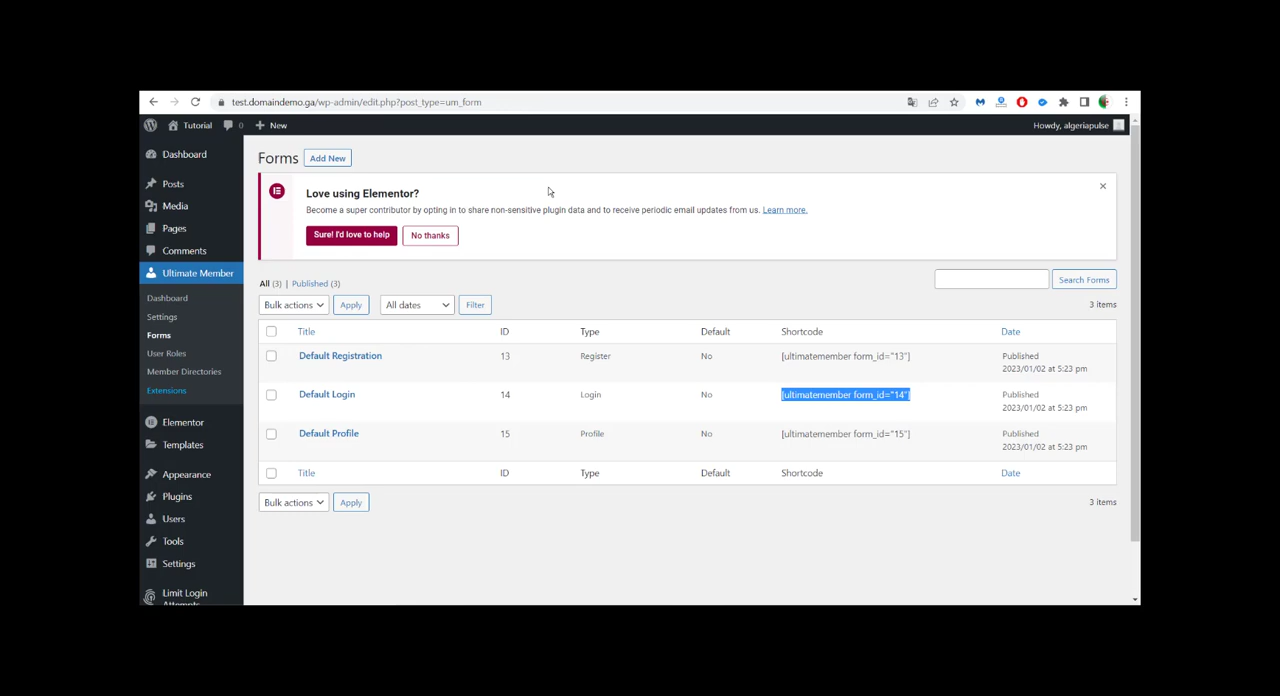 test.domaindemo.ga/wp-admin/edit.php?post_type=um_form
Tutorial 0 New Howdy, algeriapulse
Dashboard
Posts
Media
Pages
Comments
Ultimate Member
Dashboard
Settings
Forms
User Roles
Member Directories
Extensions
Elementor
Templates
Appearance
Plugins
Users
Tools
Settings
Limit Login
Attempts
Forms Add New
Love using Elementor?
Become a super contributor by opting in to share non-sensitive plugin data and to receive periodic email updates from us. Learn more.
Sure! I'd love to help No thanks
All (3) | Published (3)
Search Forms
Bulk actions Apply All dates Filter 3 items
Title ID Type Default Shortcode Date
Default Registration 13 Register No [ultimatemember form_id="13"] Published
2023/01/02 at 5:23 pm
Default Login 14 Login No [ultimatemember form_id="14"] Published
2023/01/02 at 5:23 pm
Default Profile 15 Profile No [ultimatemember form_id="15"] Published
2023/01/02 at 5:23 pm
Title ID Type Default Shortcode Date
Bulk actions Apply 3 items